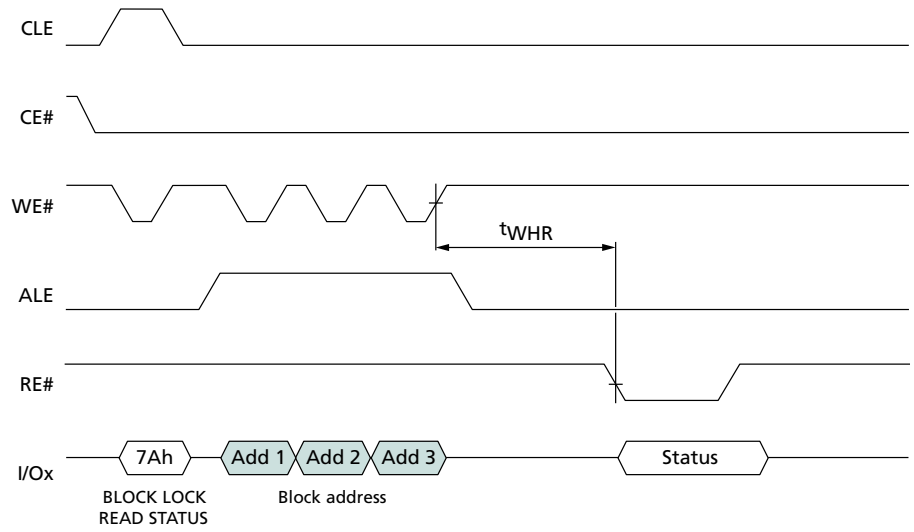 CLE
CE#
WE#
tWHR
ALE
RE#
I/Ox
7Ah
Add 1
Add 2
Add 3
Status
BLOCK LOCK
READ STATUS
Block address